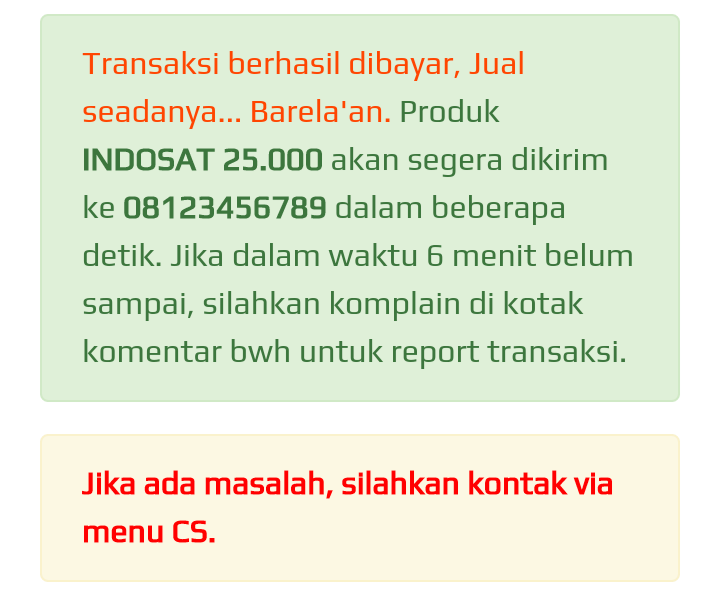 Transaksi berhasil dibayar, Jual
seadanya... Barela'an. Produk
INDOSAT 25.000 akan segera dikirim
ke 08123456789 dalam beberapa
detik. Jika dalam waktu 6 menit belum
sampai, silahkan komplain di kotak
komentar bwh untuk report transaksi.
Jika ada masalah, silahkan kontak via
menu CS.